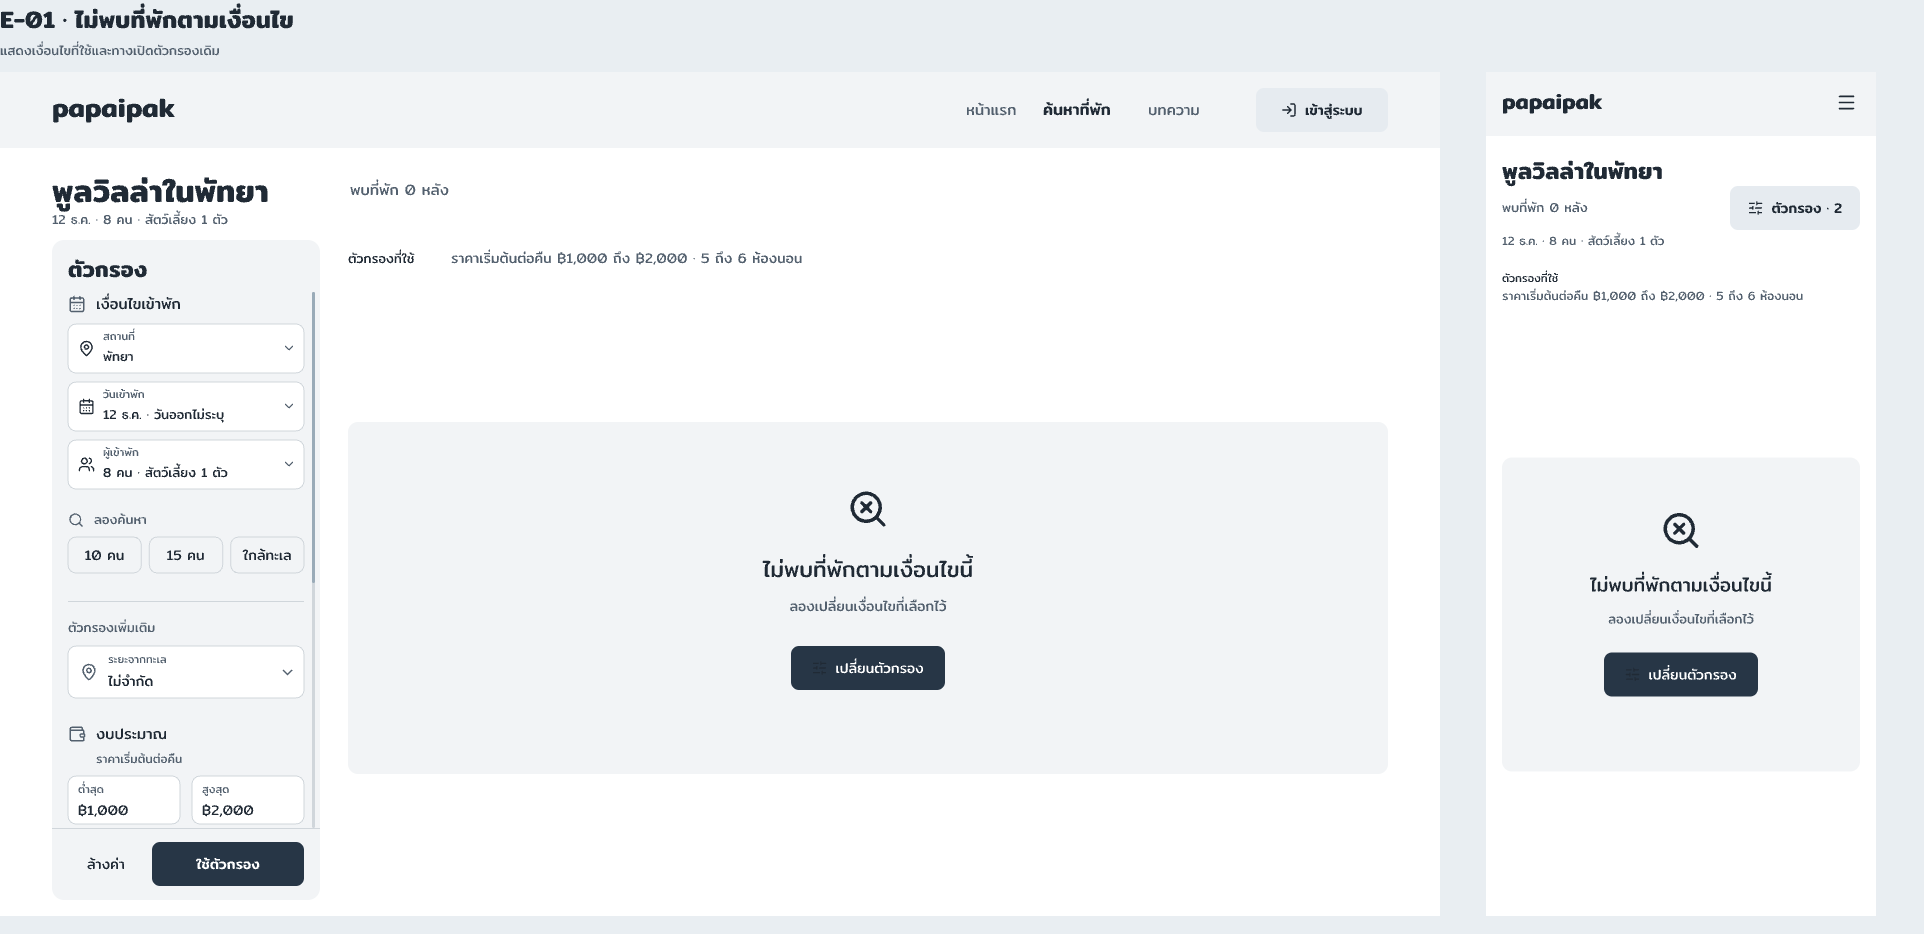 E-01 · ไม่พบที่พักตามเงื่อนไข
แสดงเงื่อนไขที่ใช้และทางเปิดตัวกรองเดิม
papaipak
หน้าแรก ค้นหาที่พัก บทความ เข้าสู่ระบบ
พูลวิลล่าในพัทยา
12 ธ.ค. · 8 คน · สัตว์เลี้ยง 1 ตัว
พบที่พัก 0 หลัง
ตัวกรองที่ใช้ ราคาเริ่มต้นต่อคืน ฿1,000 ถึง ฿2,000 · 5 ถึง 6 ห้องนอน
ตัวกรอง
เงื่อนไขเข้าพัก
สถานที่
พัทยา
วันเข้าพัก
12 ธ.ค. · วันออกไม่ระบุ
ผู้เข้าพัก
8 คน · สัตว์เลี้ยง 1 ตัว
ลองค้นหา
10 คน 15 คน ใกล้ทะเล
ตัวกรองเพิ่มเติม
ระยะจากทะเล
ไม่จำกัด
งบประมาณ
ราคาเริ่มต้นต่อคืน
ต่ำสุด สูงสุด
฿1,000 ฿2,000
ล้างค่า ใช้ตัวกรอง
ไม่พบที่พักตามเงื่อนไขนี้
ลองเปลี่ยนเงื่อนไขที่เลือกไว้
เปลี่ยนตัวกรอง
papaipak
พูลวิลล่าในพัทยา
พบที่พัก 0 หลัง
ตัวกรอง · 2
12 ธ.ค. · 8 คน · สัตว์เลี้ยง 1 ตัว
ตัวกรองที่ใช้
ราคาเริ่มต้นต่อคืน ฿1,000 ถึง ฿2,000 · 5 ถึง 6 ห้องนอน
ไม่พบที่พักตามเงื่อนไขนี้
ลองเปลี่ยนเงื่อนไขที่เลือกไว้
เปลี่ยนตัวกรอง